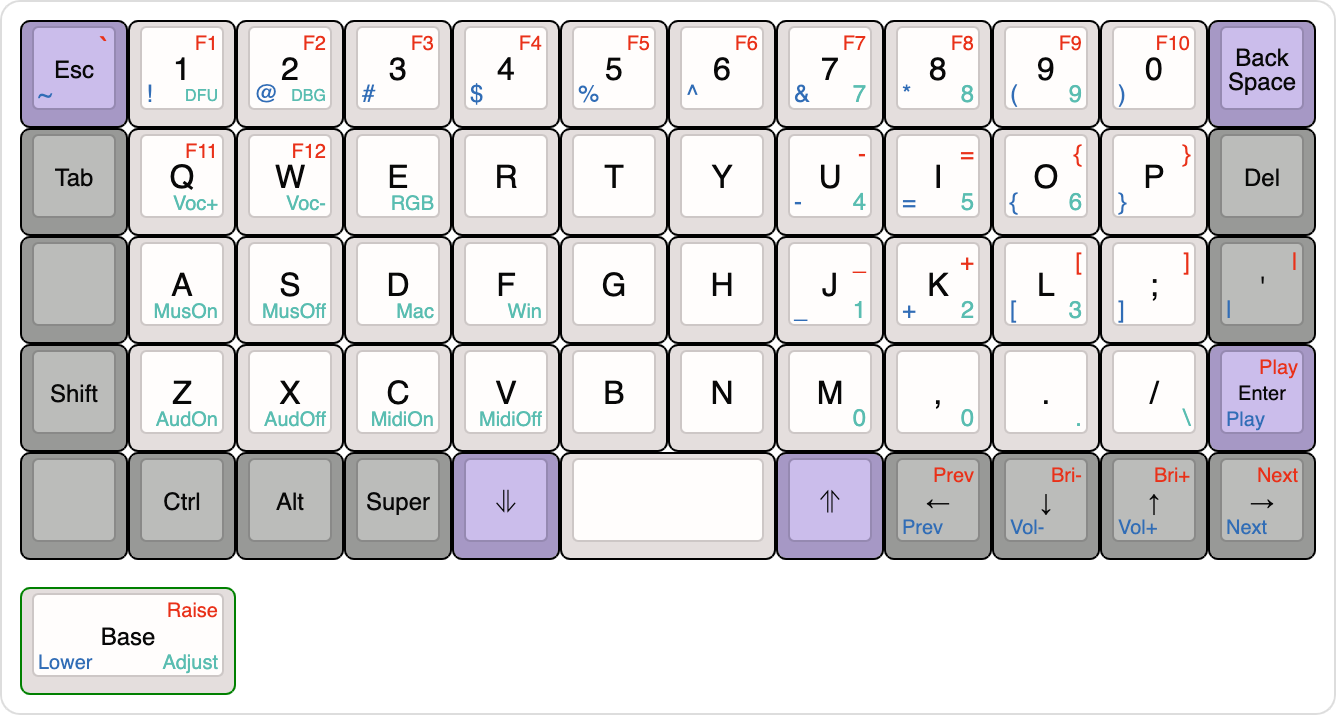 ` F1 F2 F3 F4 F5 F6 F7 F8 F9 F10
Esc 1 2 3 4 5 6 7 8 9 0 Back Space
~ ! DFU @ DBG # $ % ^ & 7 * 8 ( 9 )
F11 F12 - = { }
Tab Q W E R T Y U I O P Del
Voc+ Voc- RGB - 4 = 5 { 6 }
_ + [ ] |
A S D F G H J K L ; '
MusOn MusOff Mac Win _ 1 + 2 [ 3 ] |
Play
Shift Z X C V B N M , . / Enter
AudOn AudOff MidiOn MidiOff 0 0 . \ Play
Prev Bri- Bri+ Next
Ctrl Alt Super ⥥ ⥣ ← ↓ ↑ →
Prev Vol- Vol+ Next
Raise
Base
Lower Adjust